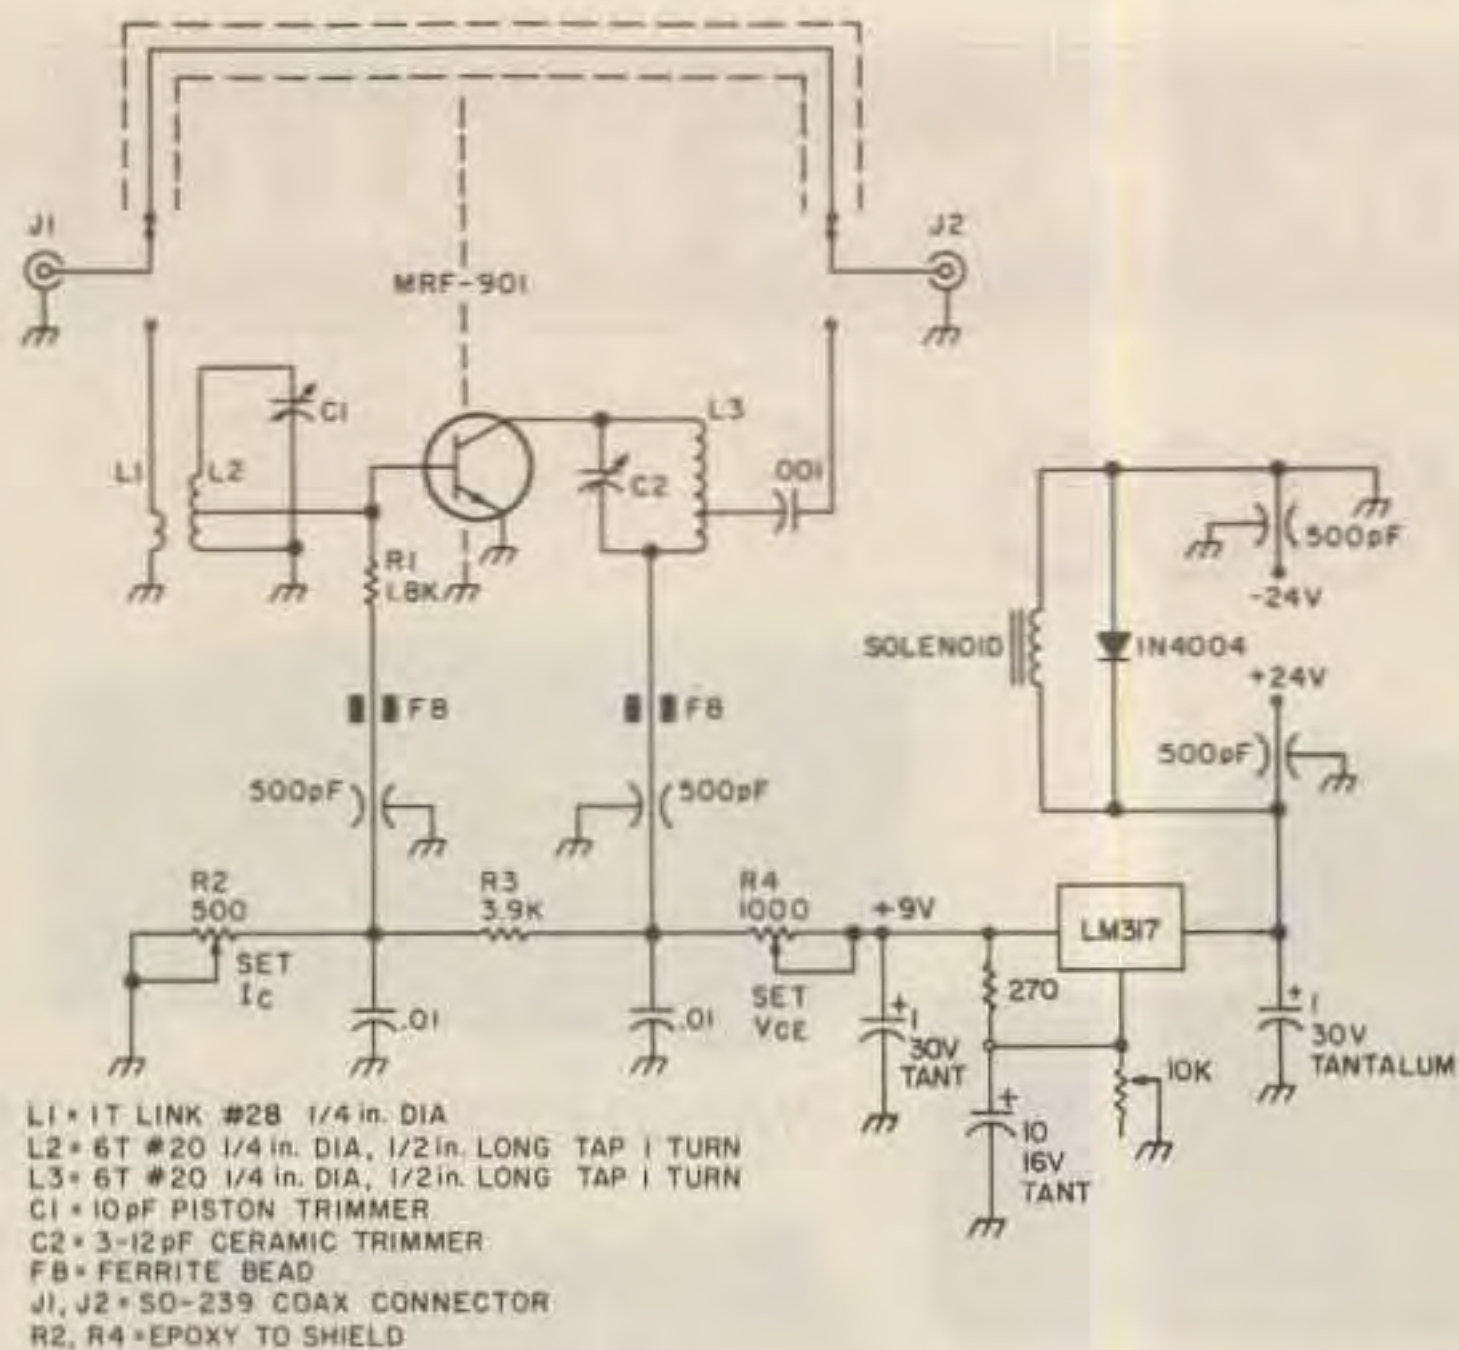 J1
J2
MRF-901
C1
L3
L1
L2
C2
.001
R1
1.8K
500pF
-24V
SOLENOID
1N4004
+24V
FB
FB
500pF
500pF
500pF
R2
500
R3
3.9K
R4
1000
+9V
LM317
SET
IC
.01
.01
SET
VCE
+
1
30V
TANT
270
+
10
16V
TANT
10K
+
1
30V
TANTALUM
L1 = 1T LINK #28 1/4 in. DIA
L2 = 6T #20 1/4 in. DIA, 1/2 in. LONG TAP 1 TURN
L3 = 6T #20 1/4 in. DIA, 1/2 in. LONG TAP 1 TURN
C1 = 10pF PISTON TRIMMER
C2 = 3-12pF CERAMIC TRIMMER
FB = FERRITE BEAD
J1, J2 = SO-239 COAX CONNECTOR
R2, R4 = EPOXY TO SHIELD